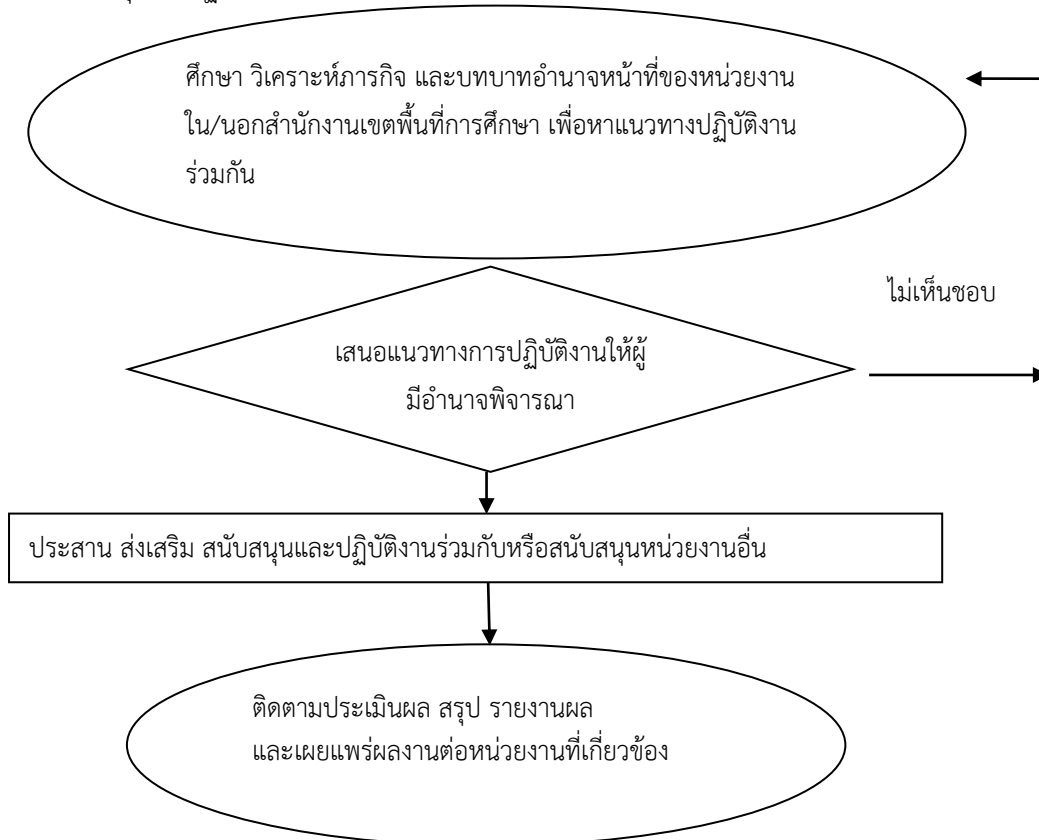 ศึกษา วิเคราะห์ภารกิจ และบทบาทอำนาจหน้าที่ของหน่วยงาน
ใน/นอกสำนักงานเขตพื้นที่การศึกษา เพื่อหาแนวทางปฏิบัติงาน
ร่วมกัน
ไม่เห็นชอบ
เสนอแนวทางการปฏิบัติงานให้ผู้
มีอำนาจพิจารณา
ประสาน ส่งเสริม สนับสนุนและปฏิบัติงานร่วมกับหรือสนับสนุนหน่วยงานอื่น
ติดตามประเมินผล สรุป รายงานผล
และเผยแพร่ผลงานต่อหน่วยงานที่เกี่ยวข้อง